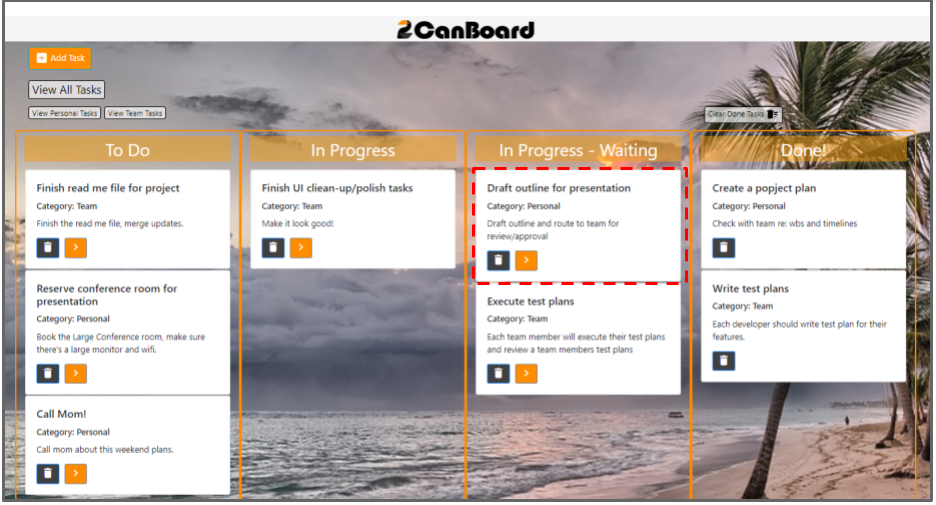 2CanBoard
Add Task
View All Tasks
View Personal Tasks View Team Tasks
Clear Done Tasks
To Do
Finish read me file for project
Category: Team
Finish the read me file, merge updates.
Reserve conference room for
presentation
Category: Personal
Book the Large Conference room, make sure
there's a large monitor and wifi.
Call Mom!
Category: Personal
Call mom about this weekend plans.
In Progress
Finish UI cliean-up/polish tasks
Category: Team
Make it look good!
In Progress - Waiting
Draft outline for presentation
Category: Personal
Draft outline and route to team for
review/approval
Execute test plans
Category: Team
Each team member will execute their test plans
and review a team members test plans
Done!
Create a popject plan
Category: Personal
Check with team re: wbs and timelines
Write test plans
Category: Team
Each developer should write test plan for their
features.